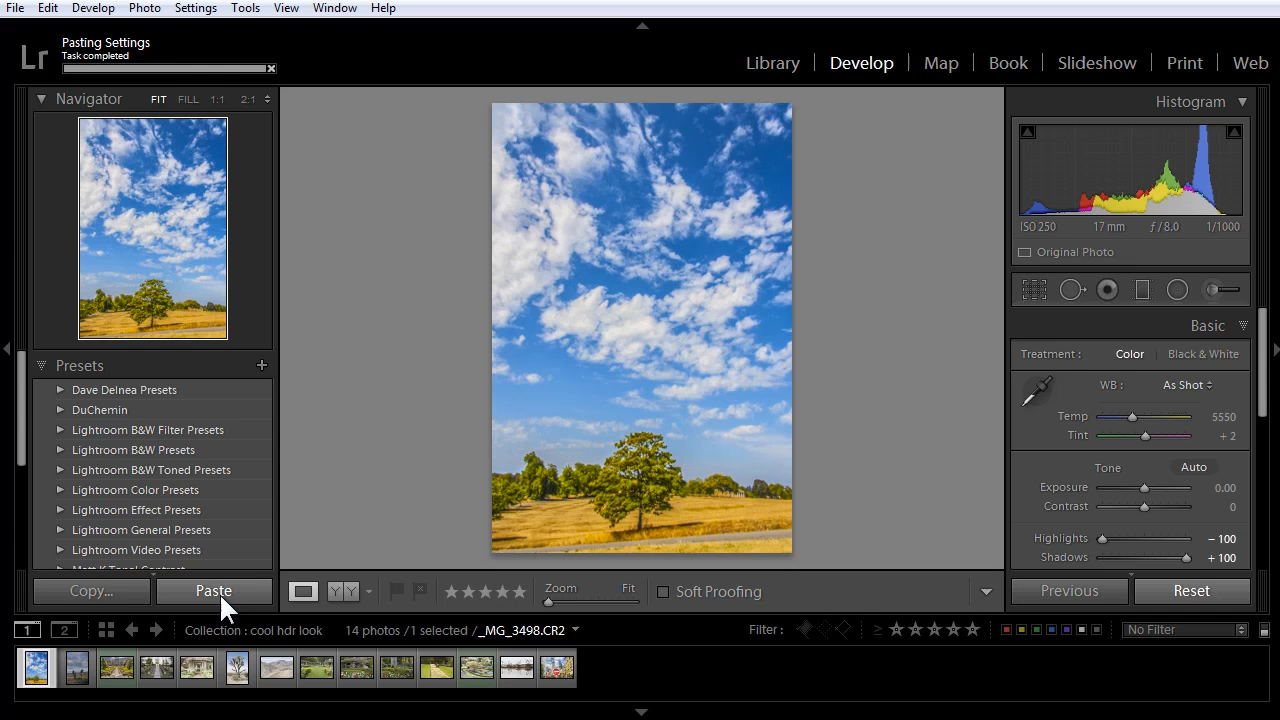 File Edit Develop Photo Settings Tools View Window Help
Lr
Pasting Settings
Task completed
Library Develop Map Book Slideshow Print Web
Navigator FIT FILL 1:1 2:1
Histogram
ISO 250 17 mm ƒ / 8.0 1/1000
Original Photo
Basic
Treatment : Color Black & White
WB : As Shot
Temp 5550
Tint + 2
Tone Auto
Exposure 0.00
Contrast 0
Highlights − 100
Shadows + 100
Presets +
Dave Delnea Presets
DuChemin
Lightroom B&W Filter Presets
Lightroom B&W Presets
Lightroom B&W Toned Presets
Lightroom Color Presets
Lightroom Effect Presets
Lightroom General Presets
Lightroom Video Presets
Copy... Paste
Y Y
Zoom Fit
Soft Proofing
Previous Reset
1 2
Collection : cool hdr look 14 photos /1 selected /_MG_3498.CR2
Filter : ≥ No Filter